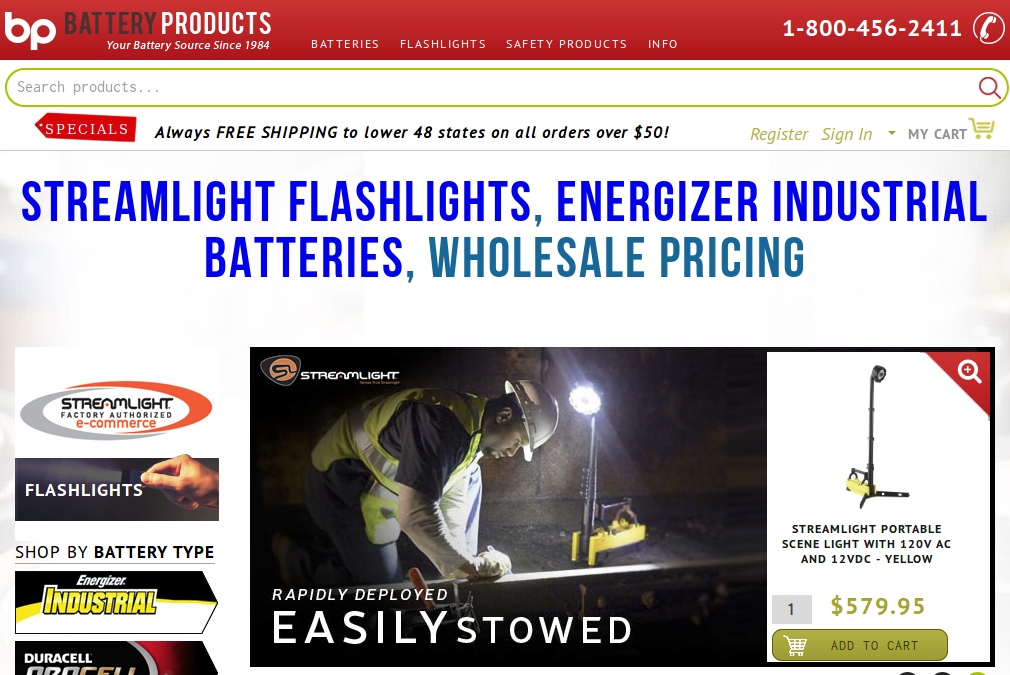 bp BATTERY PRODUCTS
Your Battery Source Since 1984
BATTERIES FLASHLIGHTS SAFETY PRODUCTS INFO
1-800-456-2411
Search products...
SPECIALS
Always FREE SHIPPING to lower 48 states on all orders over $50!
Register Sign In MY CART
STREAMLIGHT FLASHLIGHTS, ENERGIZER INDUSTRIAL
BATTERIES, WHOLESALE PRICING
STREAMLIGHT
FACTORY AUTHORIZED
e-commerce
FLASHLIGHTS
SHOP BY BATTERY TYPE
Energizer.
INDUSTRIAL
DURACELL
PROCELL
STREAMLIGHT
RAPIDLY DEPLOYED
EASILY STOWED
STREAMLIGHT PORTABLE
SCENE LIGHT WITH 120V AC
AND 12VDC - YELLOW
1 $579.95
ADD TO CART